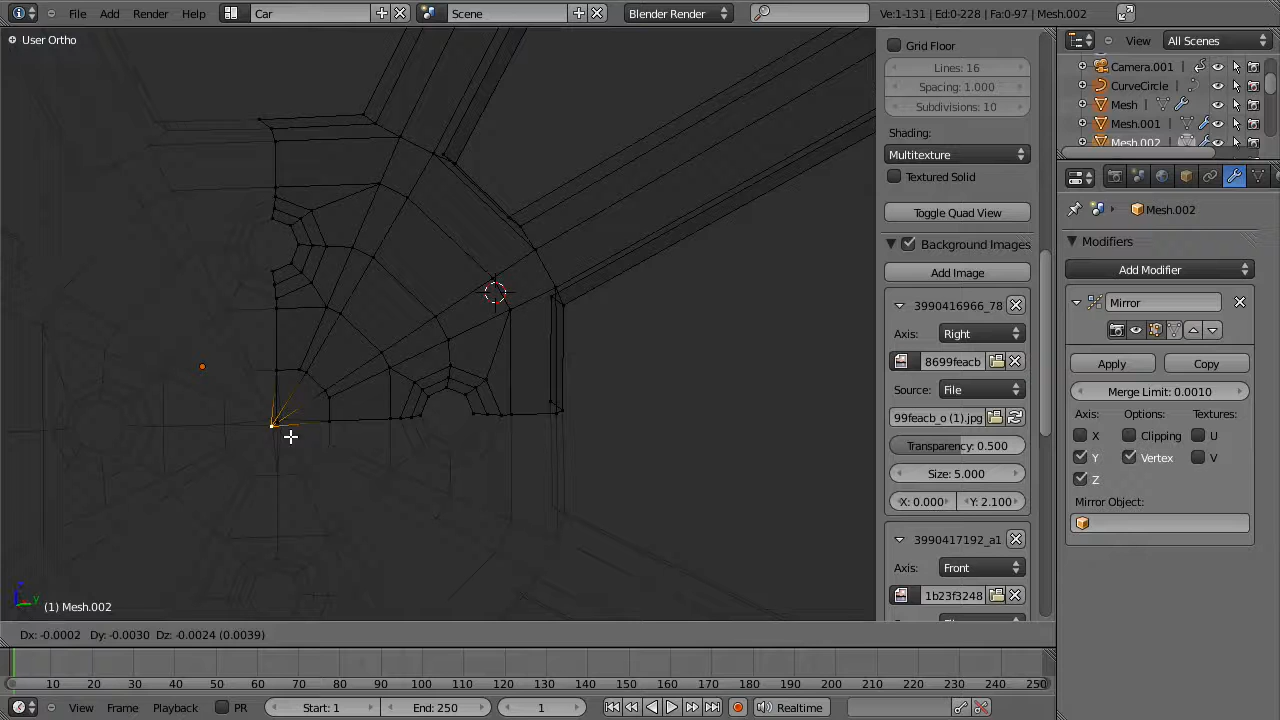 File Add Render Help Car Scene Blender Render Ve:1-131 | Ed:0-228 | Fa:0-97 | Mesh.002
User Ortho
Grid Floor
Lines: 16
Spacing: 1.000
Subdivisions: 10
Shading:
Multitexture
Textured Solid
Toggle Quad View
Background Images
Add Image
3990416966_78
Axis: Right
8699feacb
Source: File
99feacb_o (1).jpg
Transparency: 0.500
Size: 5.000
X: 0.000 Y: 2.100
3990417192_a1
Axis: Front
1b23f3248
View All Scenes
Camera.001
CurveCircle
Mesh
Mesh.001
Mesh.002
Mesh.002
Modifiers
Add Modifier
Mirror
Apply Copy
Merge Limit: 0.0010
Axis: Options: Textures:
X Clipping U
Y Vertex V
Z
Mirror Object:
z
y
(1) Mesh.002
Dx: -0.0002 Dy: -0.0030 Dz: -0.0024 (0.0039)
10 20 30 40 50 60 70 80 90 100 110 120 130 140 150 160 170 180 190 200 210 220 230 240 250
View Frame Playback PR Start: 1 End: 250 1 Realtime